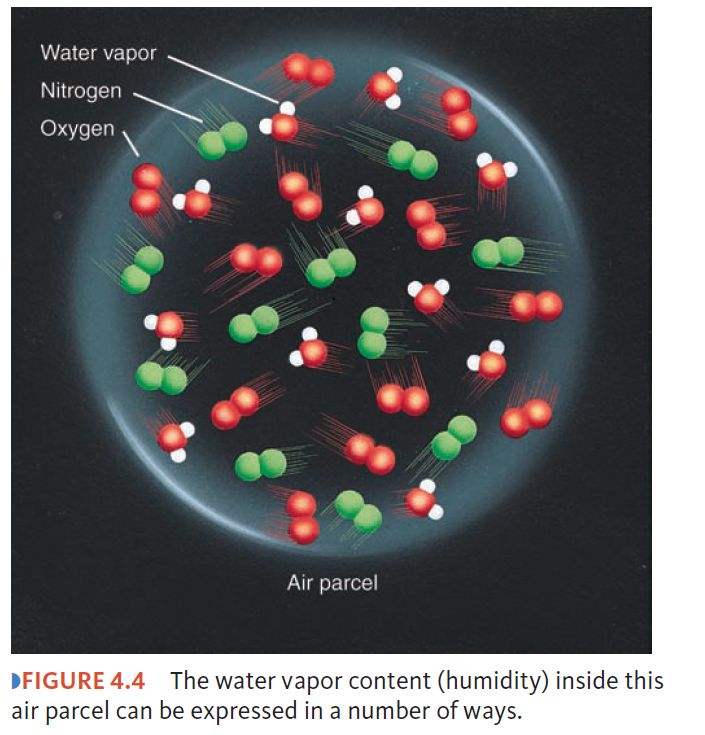 Water vapor
Nitrogen
Oxygen
Air parcel
◗FIGURE 4.4 The water vapor content (humidity) inside this
air parcel can be expressed in a number of ways.